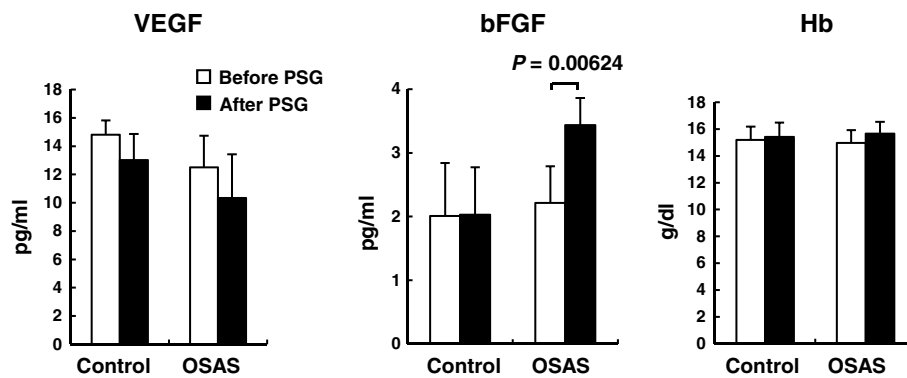 VEGF
Before PSG
After PSG
18
16
14
12
10
8
6
4
2
0
pg/ml
Control OSAS
bFGF
P = 0.00624
4
3
2
1
0
pg/ml
Control OSAS
Hb
18
16
14
12
10
8
6
4
2
0
g/dl
Control OSAS